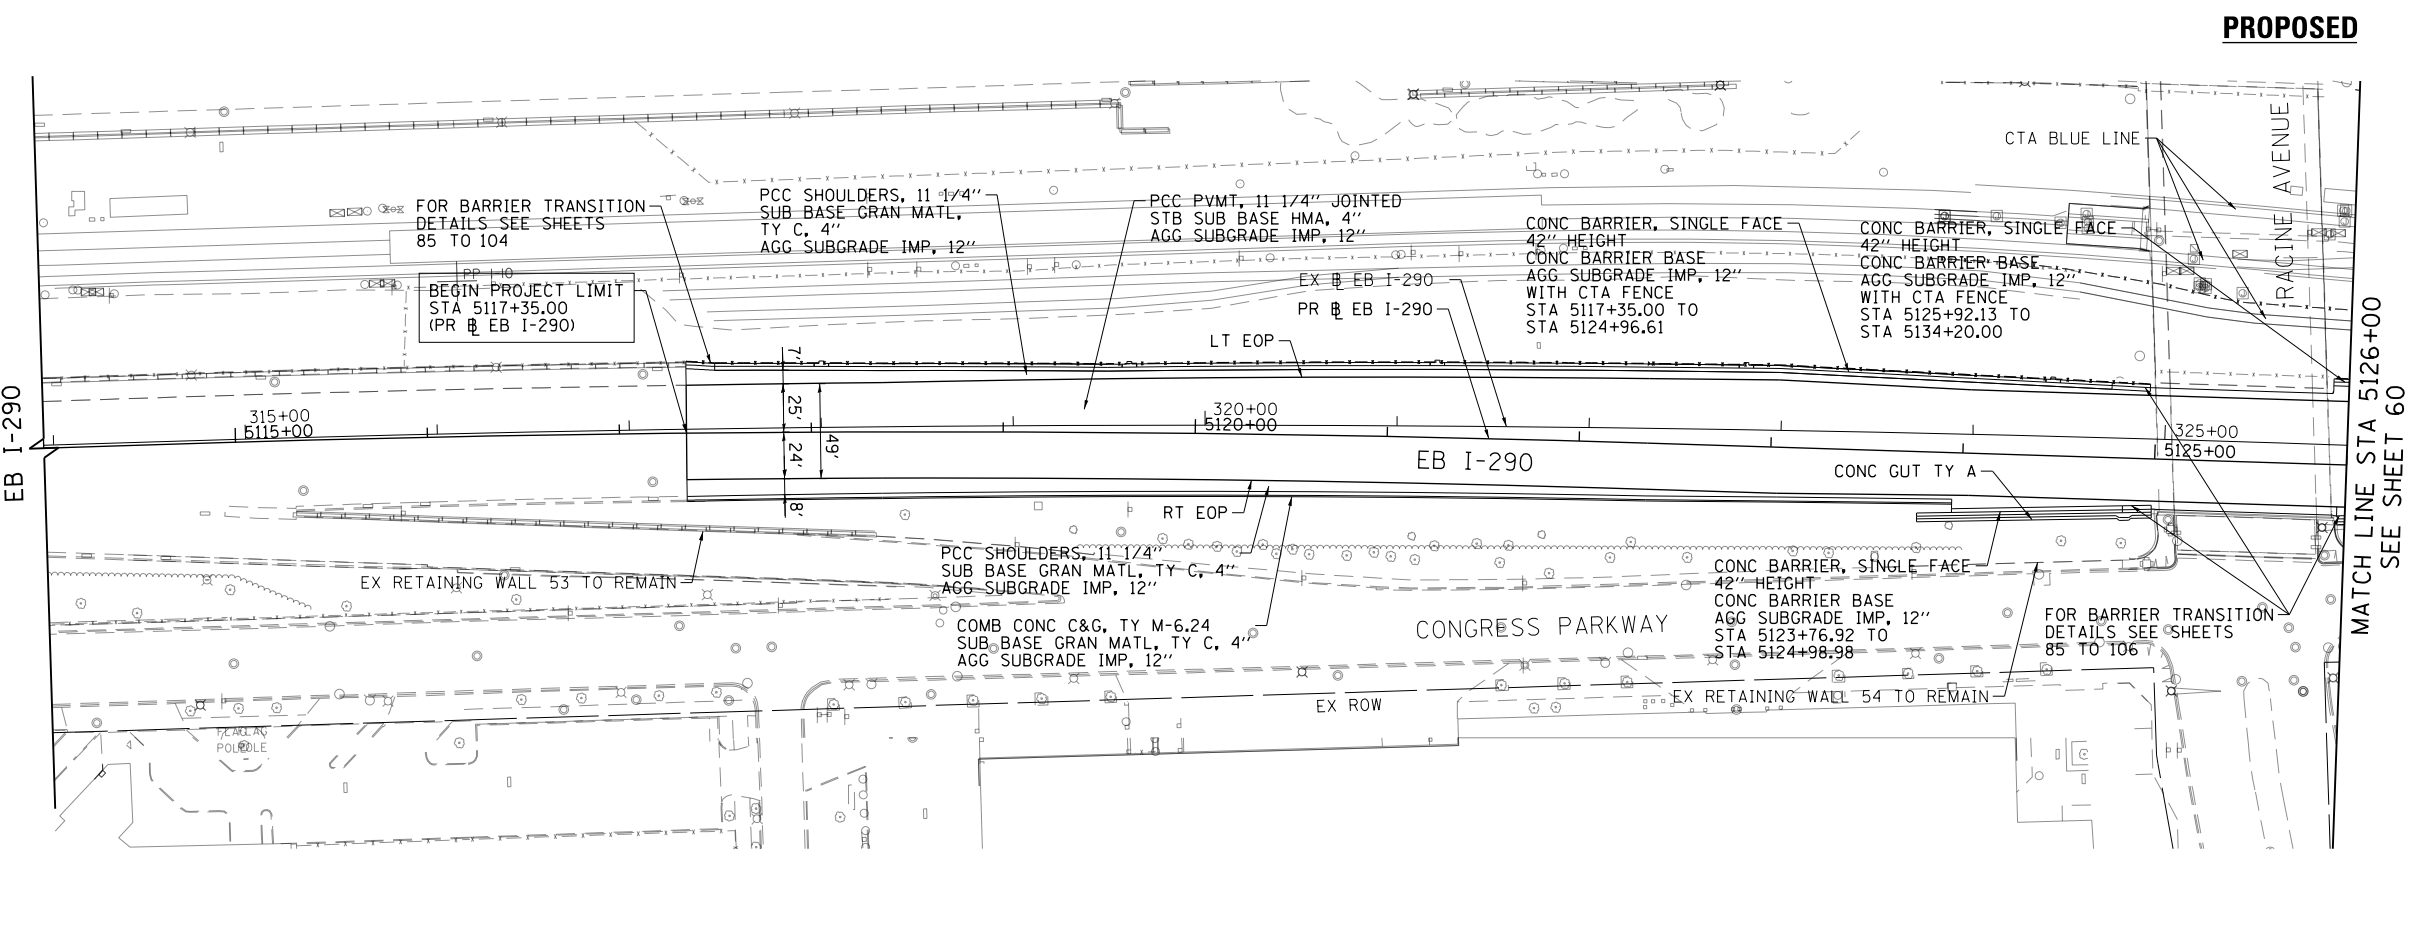 PROPOSED
CTA BLUE LINE
RACINE AVENUE
FOR BARRIER TRANSITION
DETAILS SEE SHEETS
85 TO 104
PCC SHOULDERS, 11 1/4"
SUB BASE GRAN MATL,
TY C, 4"
AGG SUBGRADE IMP, 12"
PCC PVMT, 11 1/4" JOINTED
STB SUB BASE HMA, 4"
AGG SUBGRADE IMP, 12"
CONC BARRIER, SINGLE FACE
42" HEIGHT
CONC BARRIER BASE
AGG SUBGRADE IMP, 12"
WITH CTA FENCE
STA 5117+35.00 TO
STA 5124+96.61
CONC BARRIER, SINGLE FACE
42" HEIGHT
CONC BARRIER BASE
AGG SUBGRADE IMP, 12"
WITH CTA FENCE
STA 5125+92.13 TO
STA 5134+20.00
PP 1-10
BEGIN PROJECT LIMIT
STA 5117+35.00
(PR BL EB I-290)
EX BL EB I-290
PR BL EB I-290
LT EOP
7'
25'
24'
49'
8'
EB I-290
315+00
5115+00
320+00
5120+00
325+00
5125+00
EB I-290
MATCH LINE STA 5126+00
SEE SHEET 60
CONC GUT TY A
RT EOP
PCC SHOULDERS, 11 1/4"
SUB BASE GRAN MATL, TY C, 4"
AGG SUBGRADE IMP, 12"
EX RETAINING WALL 53 TO REMAIN
COMB CONC C&G, TY M-6.24
SUB BASE GRAN MATL, TY C, 4"
AGG SUBGRADE IMP, 12"
CONGRESS PARKWAY
CONC BARRIER, SINGLE FACE
42" HEIGHT
CONC BARRIER BASE
AGG SUBGRADE IMP, 12"
STA 5123+76.92 TO
STA 5124+98.98
FOR BARRIER TRANSITION
DETAILS SEE SHEETS
85 TO 106
EX RETAINING WALL 54 TO REMAIN
EX ROW